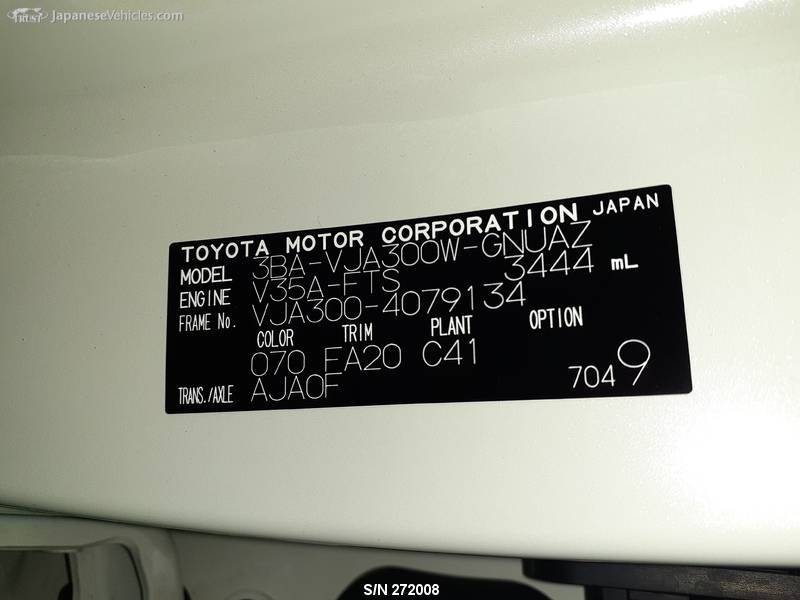 TRUST JapaneseVehicles.com
TOYOTA MOTOR CORPORATION JAPAN
MODEL 3BA-VJA300W-GNUAZ
ENGINE V35A-FTS 3444 mL
FRAME No. VJA300-4079134
COLOR TRIM PLANT OPTION
070 FA20 C41
TRANS./AXLE AJA0F 7049
S/N 272008